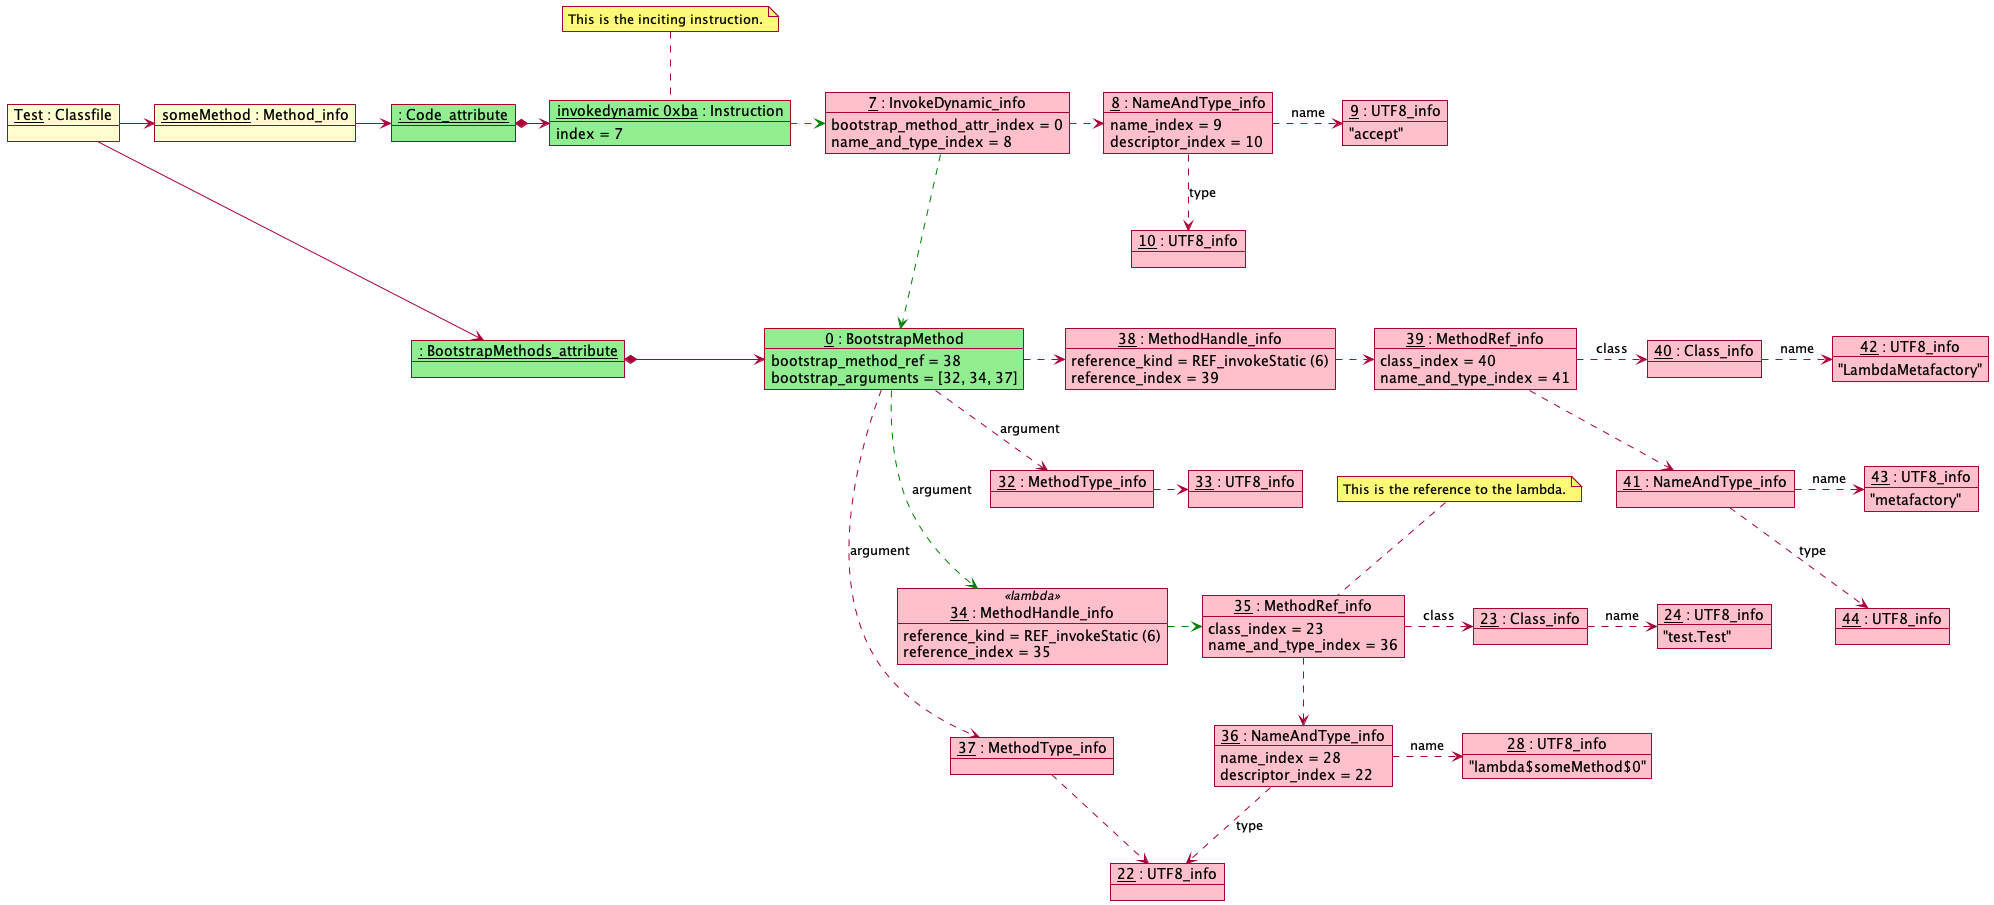 This is the inciting instruction.
Test : Classfile
someMethod : Method_info
: Code_attribute
invokedynamic 0xba : Instruction
index = 7
7 : InvokeDynamic_info
bootstrap_method_attr_index = 0
name_and_type_index = 8
8 : NameAndType_info
name_index = 9
descriptor_index = 10
name
9 : UTF8_info
"accept"
type
10 : UTF8_info
: BootstrapMethods_attribute
0 : BootstrapMethod
bootstrap_method_ref = 38
bootstrap_arguments = [32, 34, 37]
38 : MethodHandle_info
reference_kind = REF_invokeStatic (6)
reference_index = 39
39 : MethodRef_info
class_index = 40
name_and_type_index = 41
class
40 : Class_info
name
42 : UTF8_info
"LambdaMetafactory"
argument
32 : MethodType_info
33 : UTF8_info
argument
This is the reference to the lambda.
41 : NameAndType_info
name
43 : UTF8_info
"metafactory"
argument
type
«lambda»
34 : MethodHandle_info
reference_kind = REF_invokeStatic (6)
reference_index = 35
35 : MethodRef_info
class_index = 23
name_and_type_index = 36
class
23 : Class_info
name
24 : UTF8_info
"test.Test"
44 : UTF8_info
37 : MethodType_info
36 : NameAndType_info
name_index = 28
descriptor_index = 22
name
28 : UTF8_info
"lambda$someMethod$0"
type
22 : UTF8_info